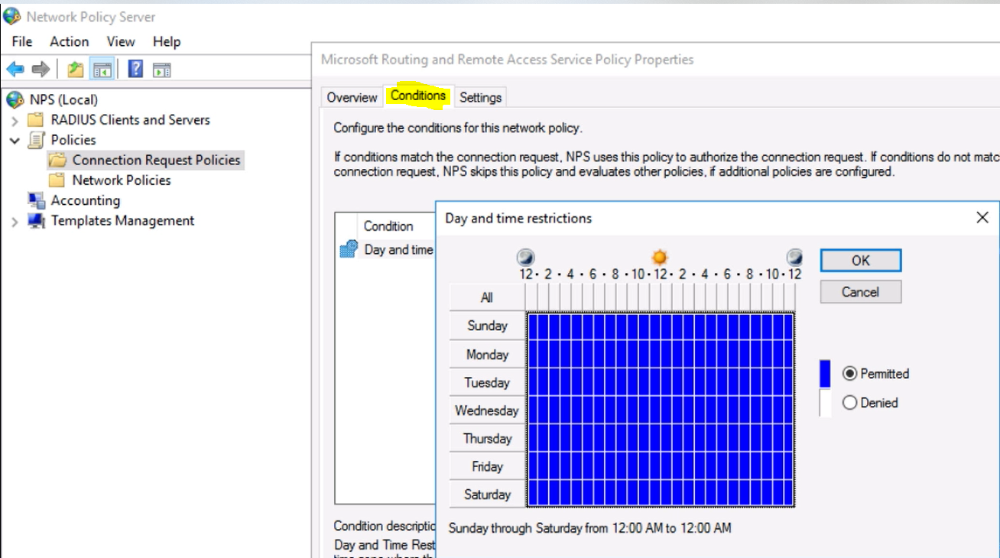 Network Policy Server
File Action View Help
Microsoft Routing and Remote Access Service Policy Properties
NPS (Local)
RADIUS Clients and Servers
Policies
Connection Request Policies
Network Policies
Accounting
Templates Management
Overview Conditions Settings
Configure the conditions for this network policy.
If conditions match the connection request, NPS uses this policy to authorize the connection request. If conditions do not matc
connection request, NPS skips this policy and evaluates other policies, if additional policies are configured.
Condition
Day and time
Day and time restrictions
12 · 2 · 4 · 6 · 8 · 10 · 12 · 2 · 4 · 6 · 8 · 10 · 12
All
Sunday
Monday
Tuesday
Wednesday
Thursday
Friday
Saturday
OK
Cancel
Permitted
Denied
Sunday through Saturday from 12:00 AM to 12:00 AM
Condition descriptio
Day and Time Rest